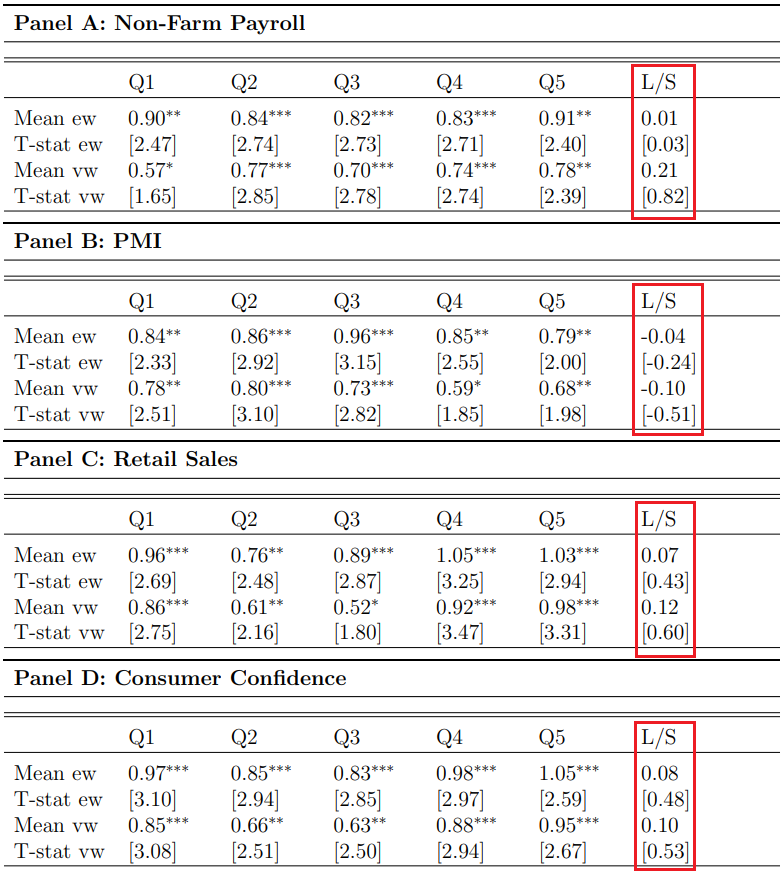 Panel A: Non-Farm Payroll
Q1 Q2 Q3 Q4 Q5 L/S
Mean ew 0.90** 0.84*** 0.82*** 0.83*** 0.91** 0.01
T-stat ew [2.47] [2.74] [2.73] [2.71] [2.40] [0.03]
Mean vw 0.57* 0.77*** 0.70*** 0.74*** 0.78** 0.21
T-stat vw [1.65] [2.85] [2.78] [2.74] [2.39] [0.82]
Panel B: PMI
Q1 Q2 Q3 Q4 Q5 L/S
Mean ew 0.84** 0.86*** 0.96*** 0.85** 0.79** -0.04
T-stat ew [2.33] [2.92] [3.15] [2.55] [2.00] [-0.24]
Mean vw 0.78** 0.80*** 0.73*** 0.59* 0.68** -0.10
T-stat vw [2.51] [3.10] [2.82] [1.85] [1.98] [-0.51]
Panel C: Retail Sales
Q1 Q2 Q3 Q4 Q5 L/S
Mean ew 0.96*** 0.76** 0.89*** 1.05*** 1.03*** 0.07
T-stat ew [2.69] [2.48] [2.87] [3.25] [2.94] [0.43]
Mean vw 0.86*** 0.61** 0.52* 0.92*** 0.98*** 0.12
T-stat vw [2.75] [2.16] [1.80] [3.47] [3.31] [0.60]
Panel D: Consumer Confidence
Q1 Q2 Q3 Q4 Q5 L/S
Mean ew 0.97*** 0.85*** 0.83*** 0.98*** 1.05*** 0.08
T-stat ew [3.10] [2.94] [2.85] [2.97] [2.59] [0.48]
Mean vw 0.85*** 0.66** 0.63** 0.88*** 0.95*** 0.10
T-stat vw [3.08] [2.51] [2.50] [2.94] [2.67] [0.53]